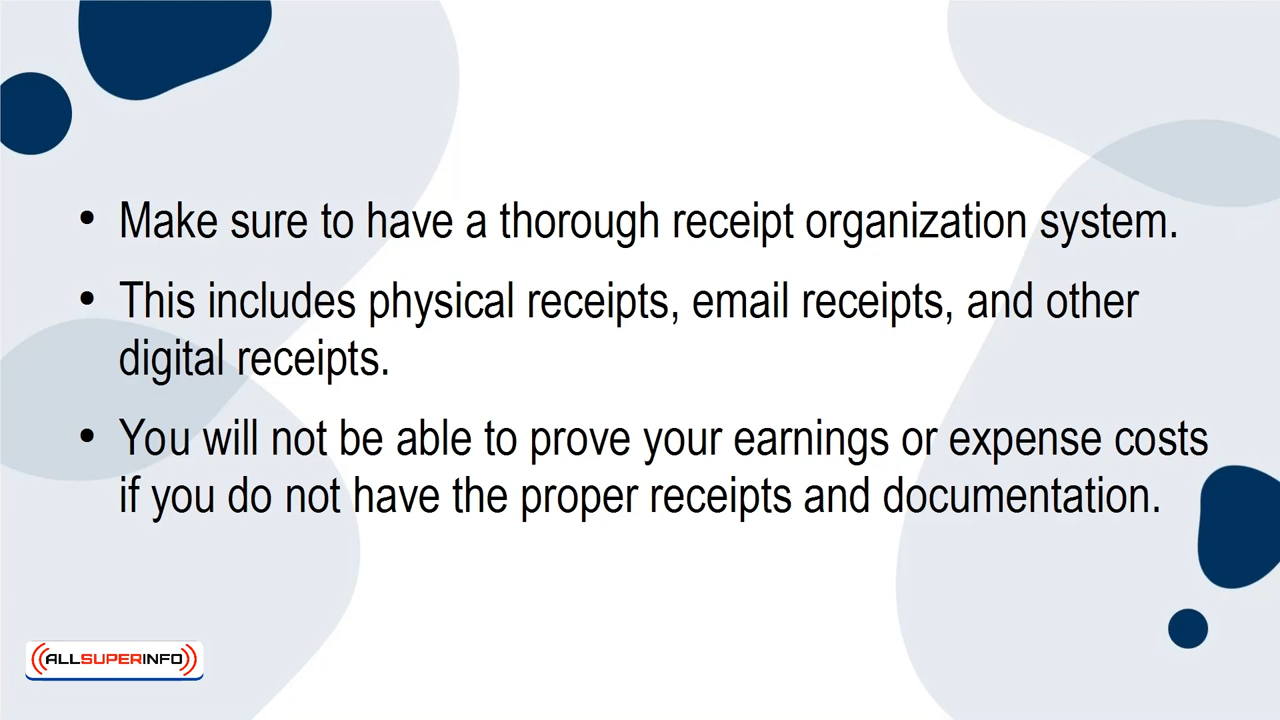 • Make sure to have a thorough receipt organization system.
• This includes physical receipts, email receipts, and other
digital receipts.
• You will not be able to prove your earnings or expense costs
if you do not have the proper receipts and documentation.
ALLSUPERINFO